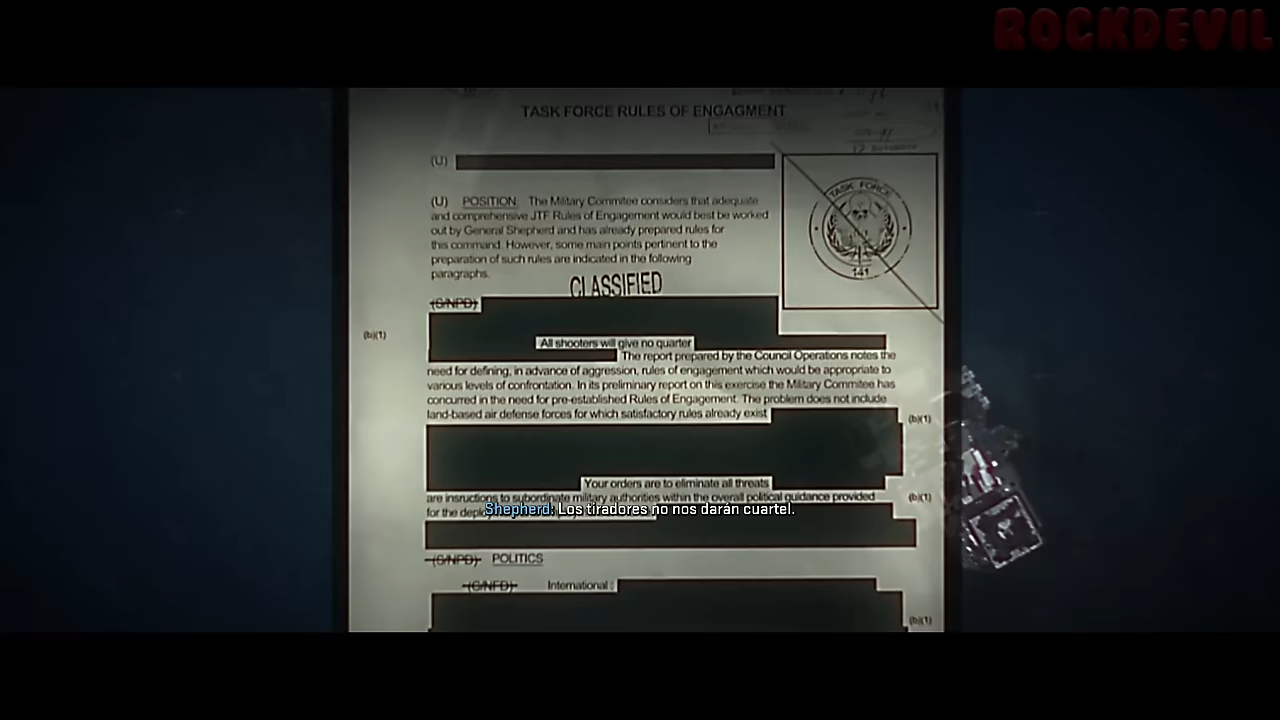 ROCKDEVIL
TASK FORCE RULES OF ENGAGMENT
(U)
(U) POSITION The Military Commitee considers that adequate
and comprehensive JTF Rules of Engagement would best be worked
out by General Shepherd and has already prepared rules for
this command. However, some main points pertinent to the
preparation of such rules are indicated in the following
paragraphs.
TASK FORCE
141
CLASSIFIED
(S/NPD)
(b)(1)
All shooters will give no quarter
The report prepared by the Council Operations notes the
need for defining, in advance of aggression, rules of engagement which would be appropriate to
various levels of confrontation. In its preliminary report on this exercise the Military Commitee has
concurred in the need for pre-established Rules of Engagement. The problem does not include
land-based air defense forces for which satisfactory rules already exist
(b)(1)
Your orders are to eliminate all threats
are insructions to subordinate military authorities within the overall political guidance provided
(b)(1)
for the
Shepherd: Los tiradores no nos darán cuartel.
(S/NPD) POLITICS
International :
(b)(1)